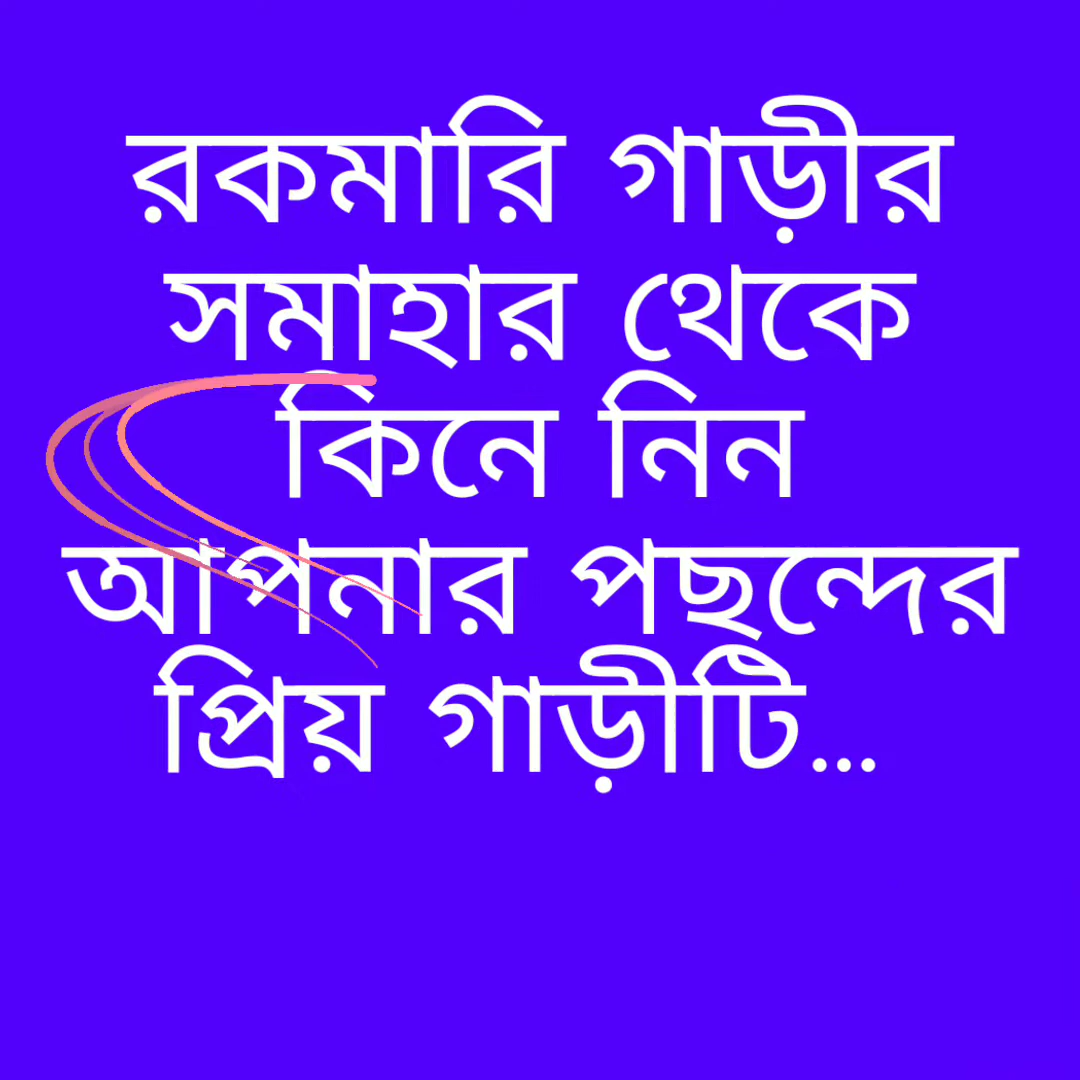 রকমারি গাড়ীর
সমাহার থেকে
কিনে নিন
আপনার পছন্দের
প্রিয় গাড়ীটি...